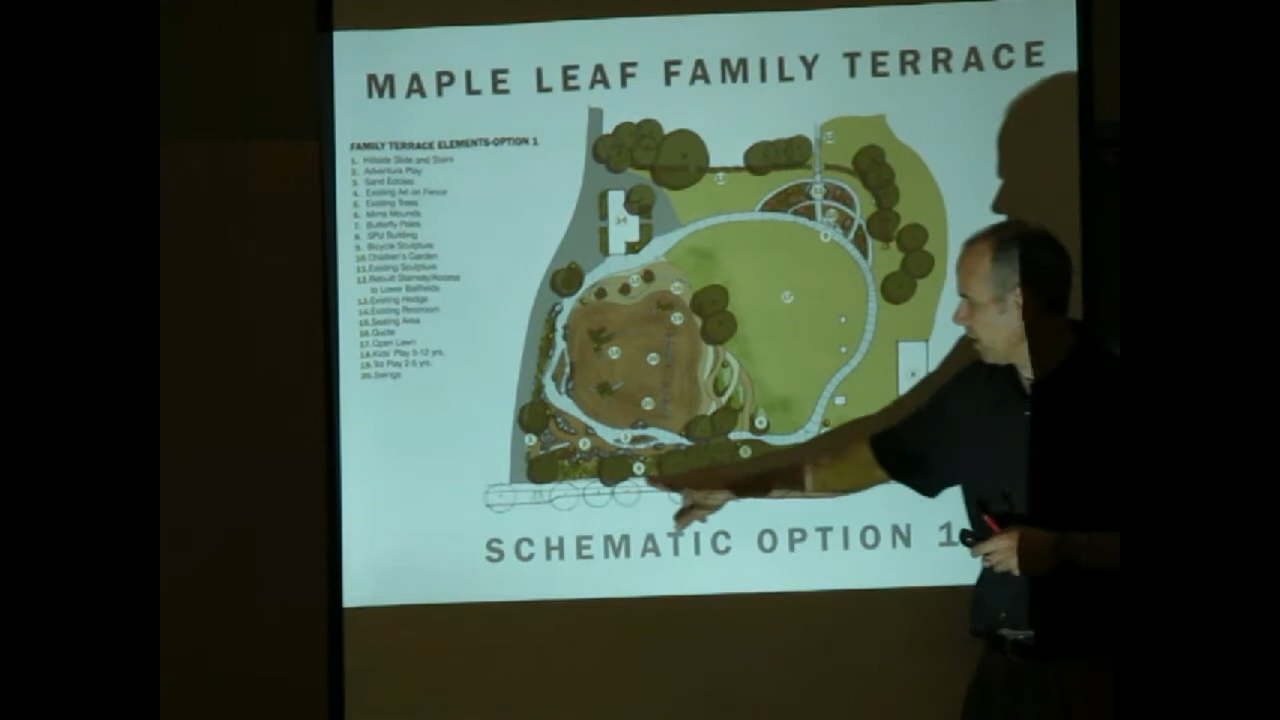 MAPLE LEAF FAMILY TERRACE
FAMILY TERRACE ELEMENTS-OPTION 1
1. Hillside Slide and Stairs
2. Adventure Play
3. Sand Eddies
4. Existing Art on Fence
5. Existing Trees
6. Mima Mounds
7. Butterfly Poles
8. SPU Building
9. Bicycle Sculpture
10. Children's Garden
11. Existing Sculpture
12. Rebuilt Stairway/Access
to Lower Ballfields
13. Existing Hedge
14. Existing Restroom
15. Seating Area
16. Quote
17. Open Lawn
18. Kids' Play 5-12 yrs.
19. Tot Play 2-5 yrs.
20. Swings
SCHEMATIC OPTION 1